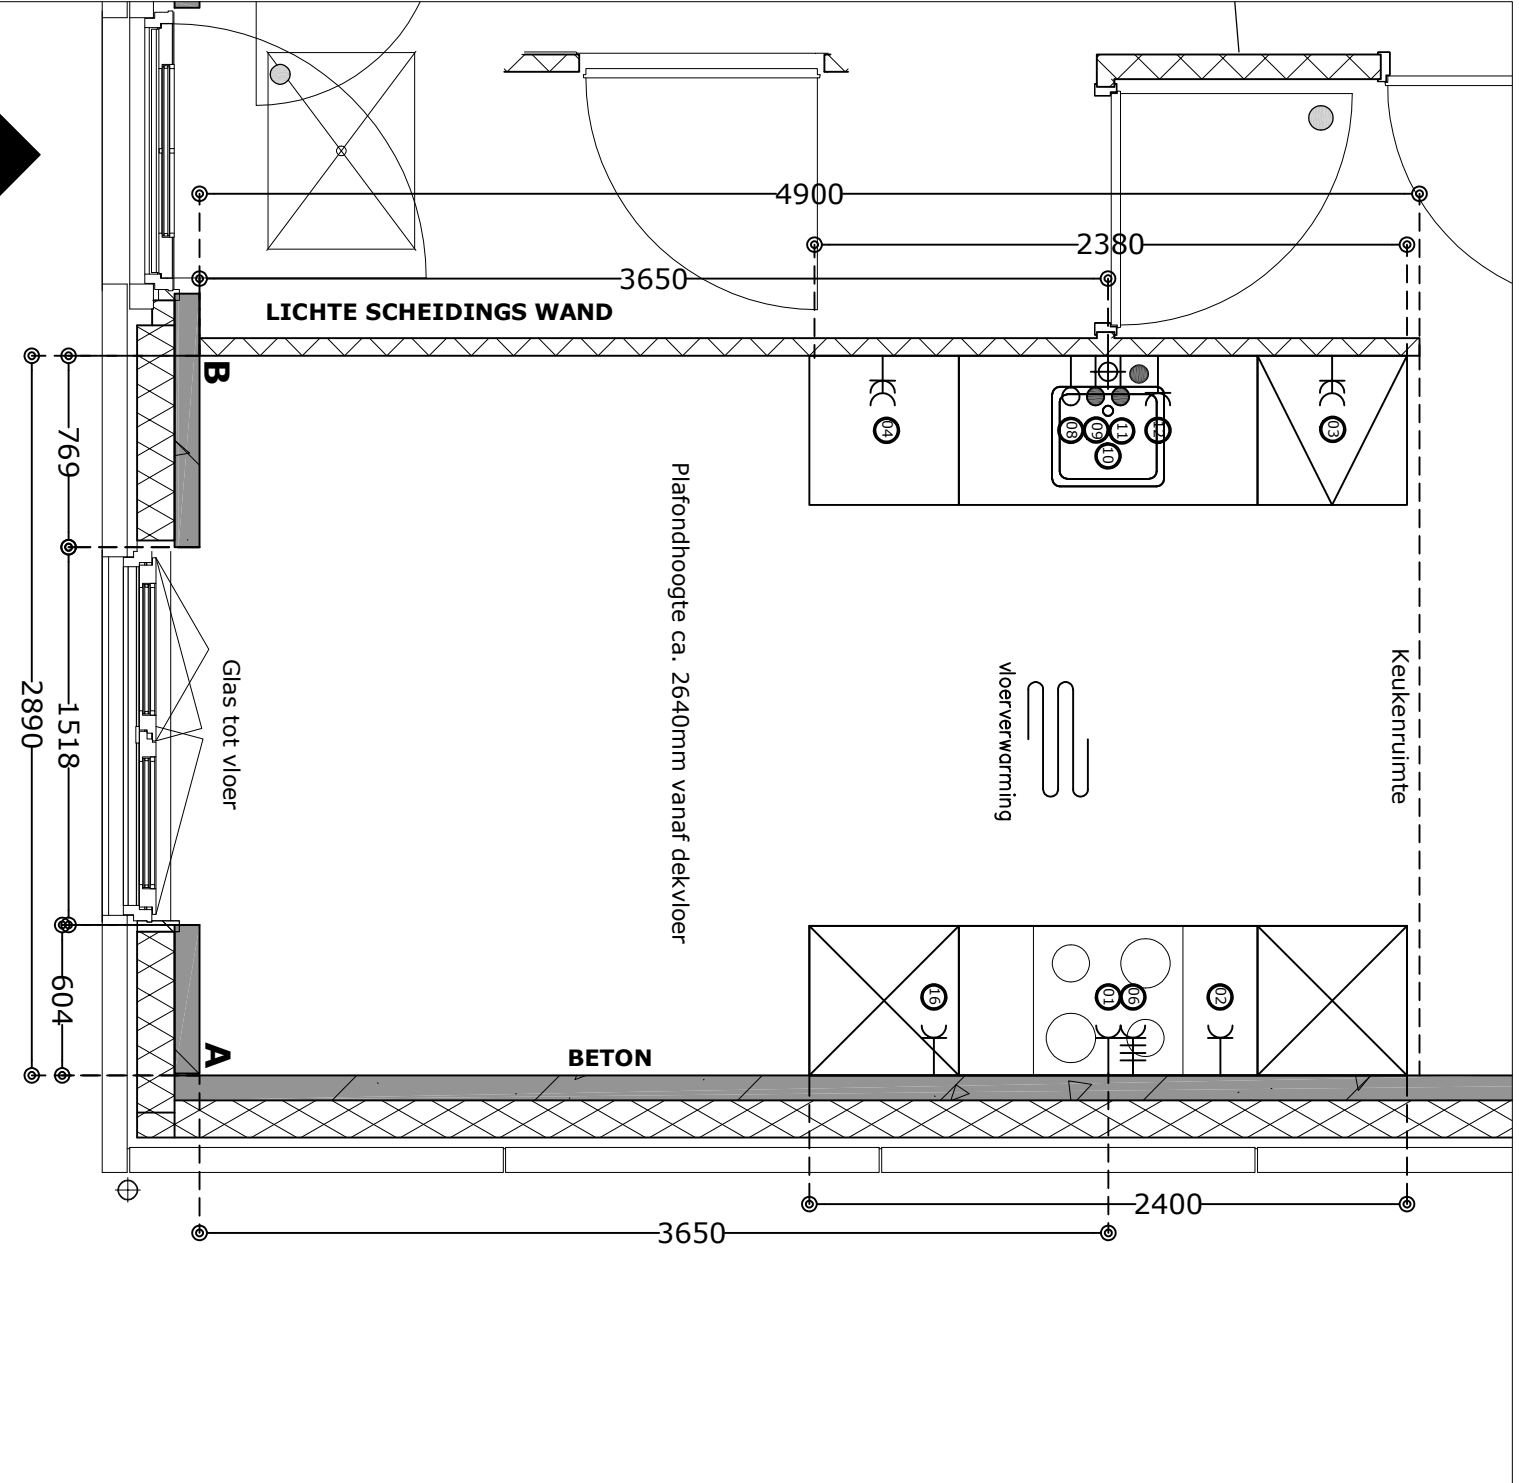 4900
2380
3650
LICHTE SCHEIDINGS WAND
B
04
08
09
11
12
10
03
769
1518
2890
604
Glas tot vloer
Plafondhoogte ca. 2640mm vanaf dekvloer
vloerverwarming
Keukenruimte
16
01
06
02
A
BETON
2400
3650